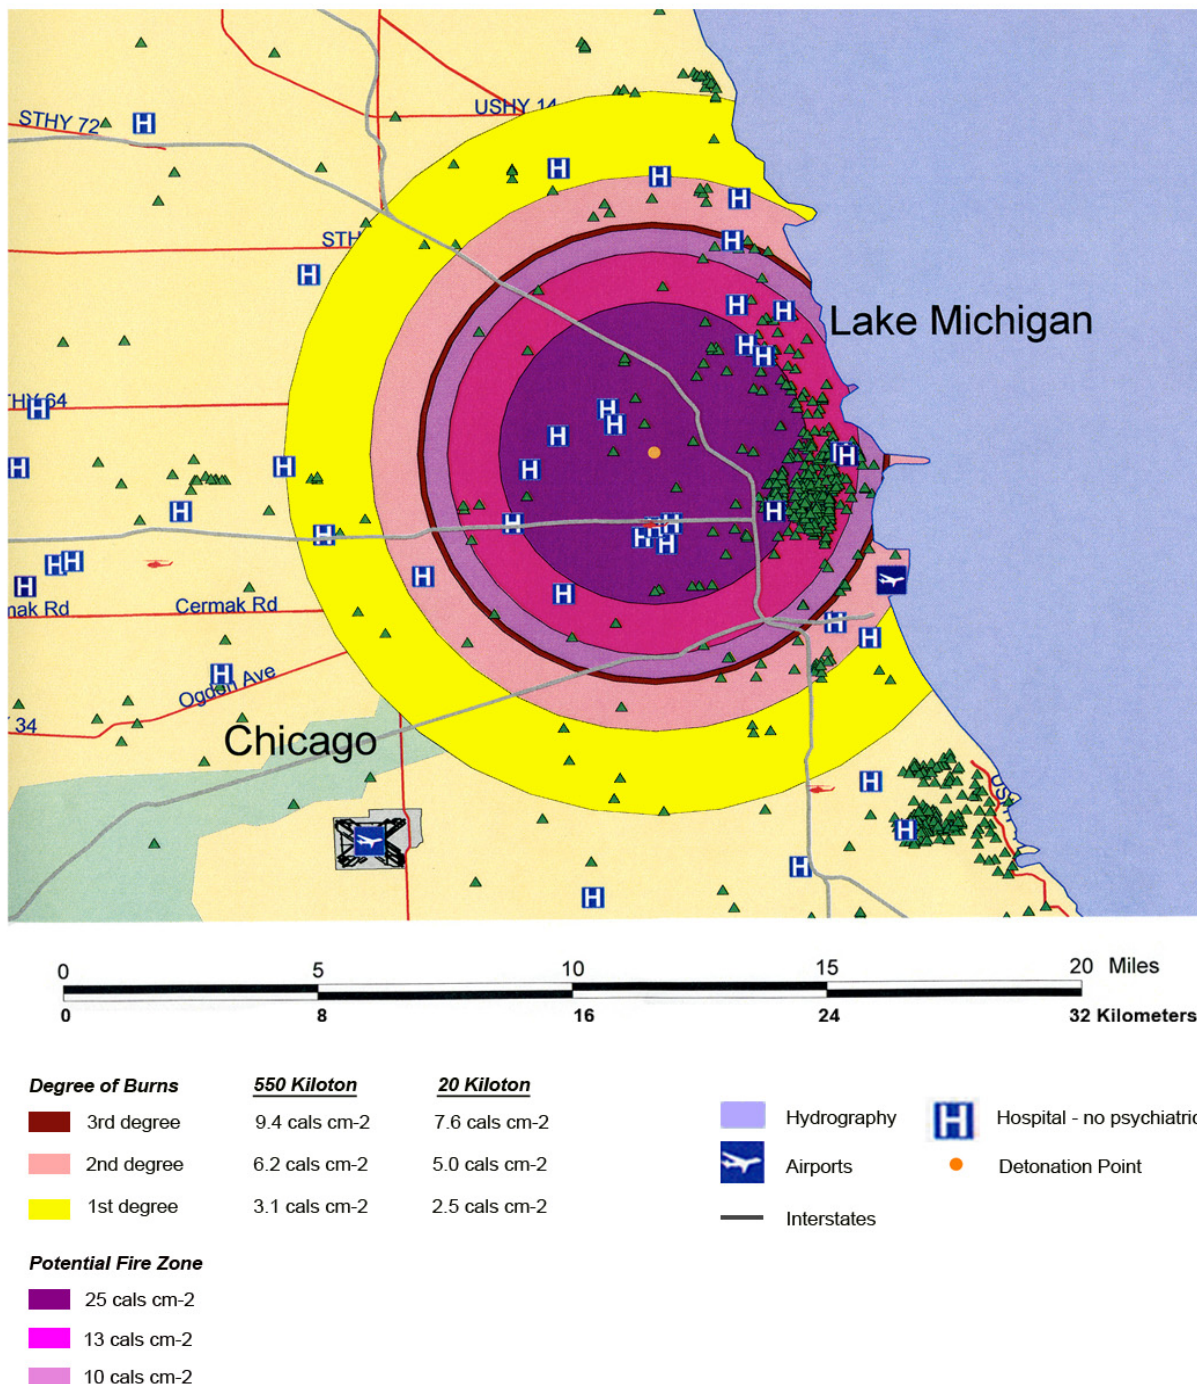 USHY 14
STHY 72
STH
Lake Michigan
THY 64
mak Rd
Cermak Rd
Ogden Ave
34
Chicago
USH
0 5 10 15 20 Miles
0 8 16 24 32 Kilometers
Degree of Burns 550 Kiloton 20 Kiloton
3rd degree 9.4 cals cm-2 7.6 cals cm-2
2nd degree 6.2 cals cm-2 5.0 cals cm-2
1st degree 3.1 cals cm-2 2.5 cals cm-2
Hydrography H Hospital - no psychiatric
Airports Detonation Point
Interstates
Potential Fire Zone
25 cals cm-2
13 cals cm-2
10 cals cm-2